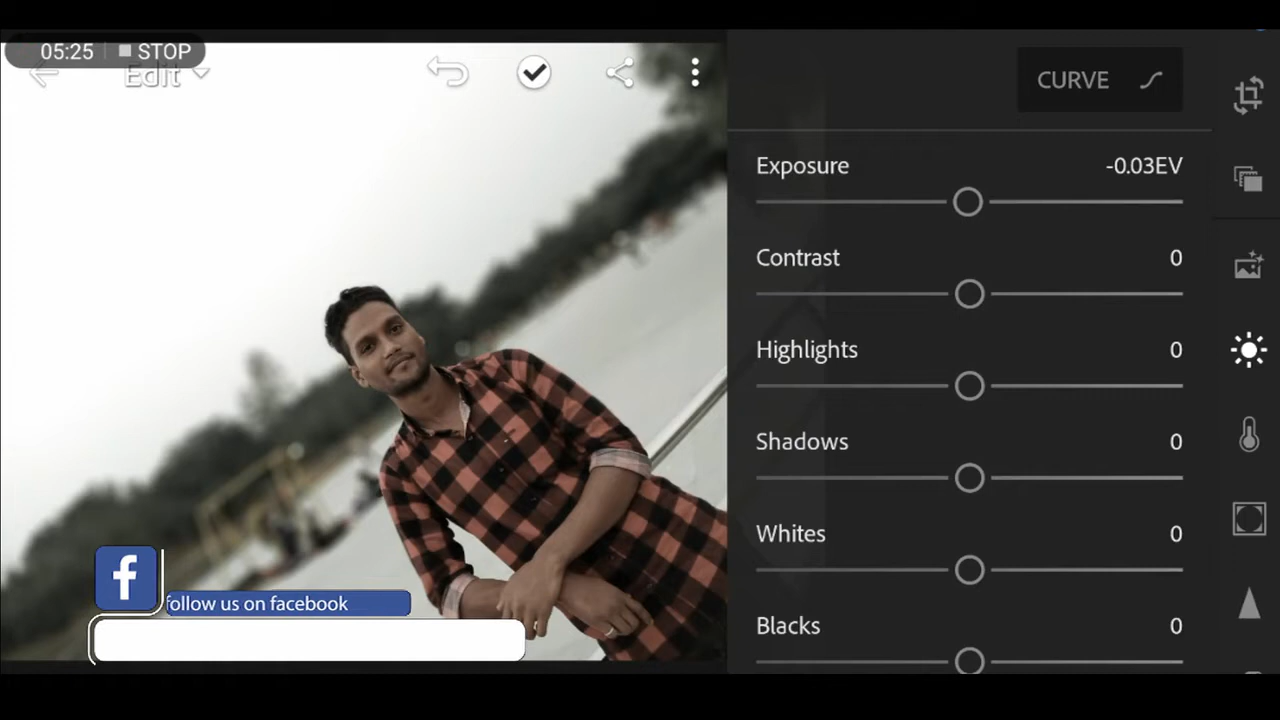 05:25 STOP
Edit
CURVE
Exposure -0.03EV
Contrast 0
Highlights 0
Shadows 0
Whites 0
Blacks 0
f
follow us on facebook